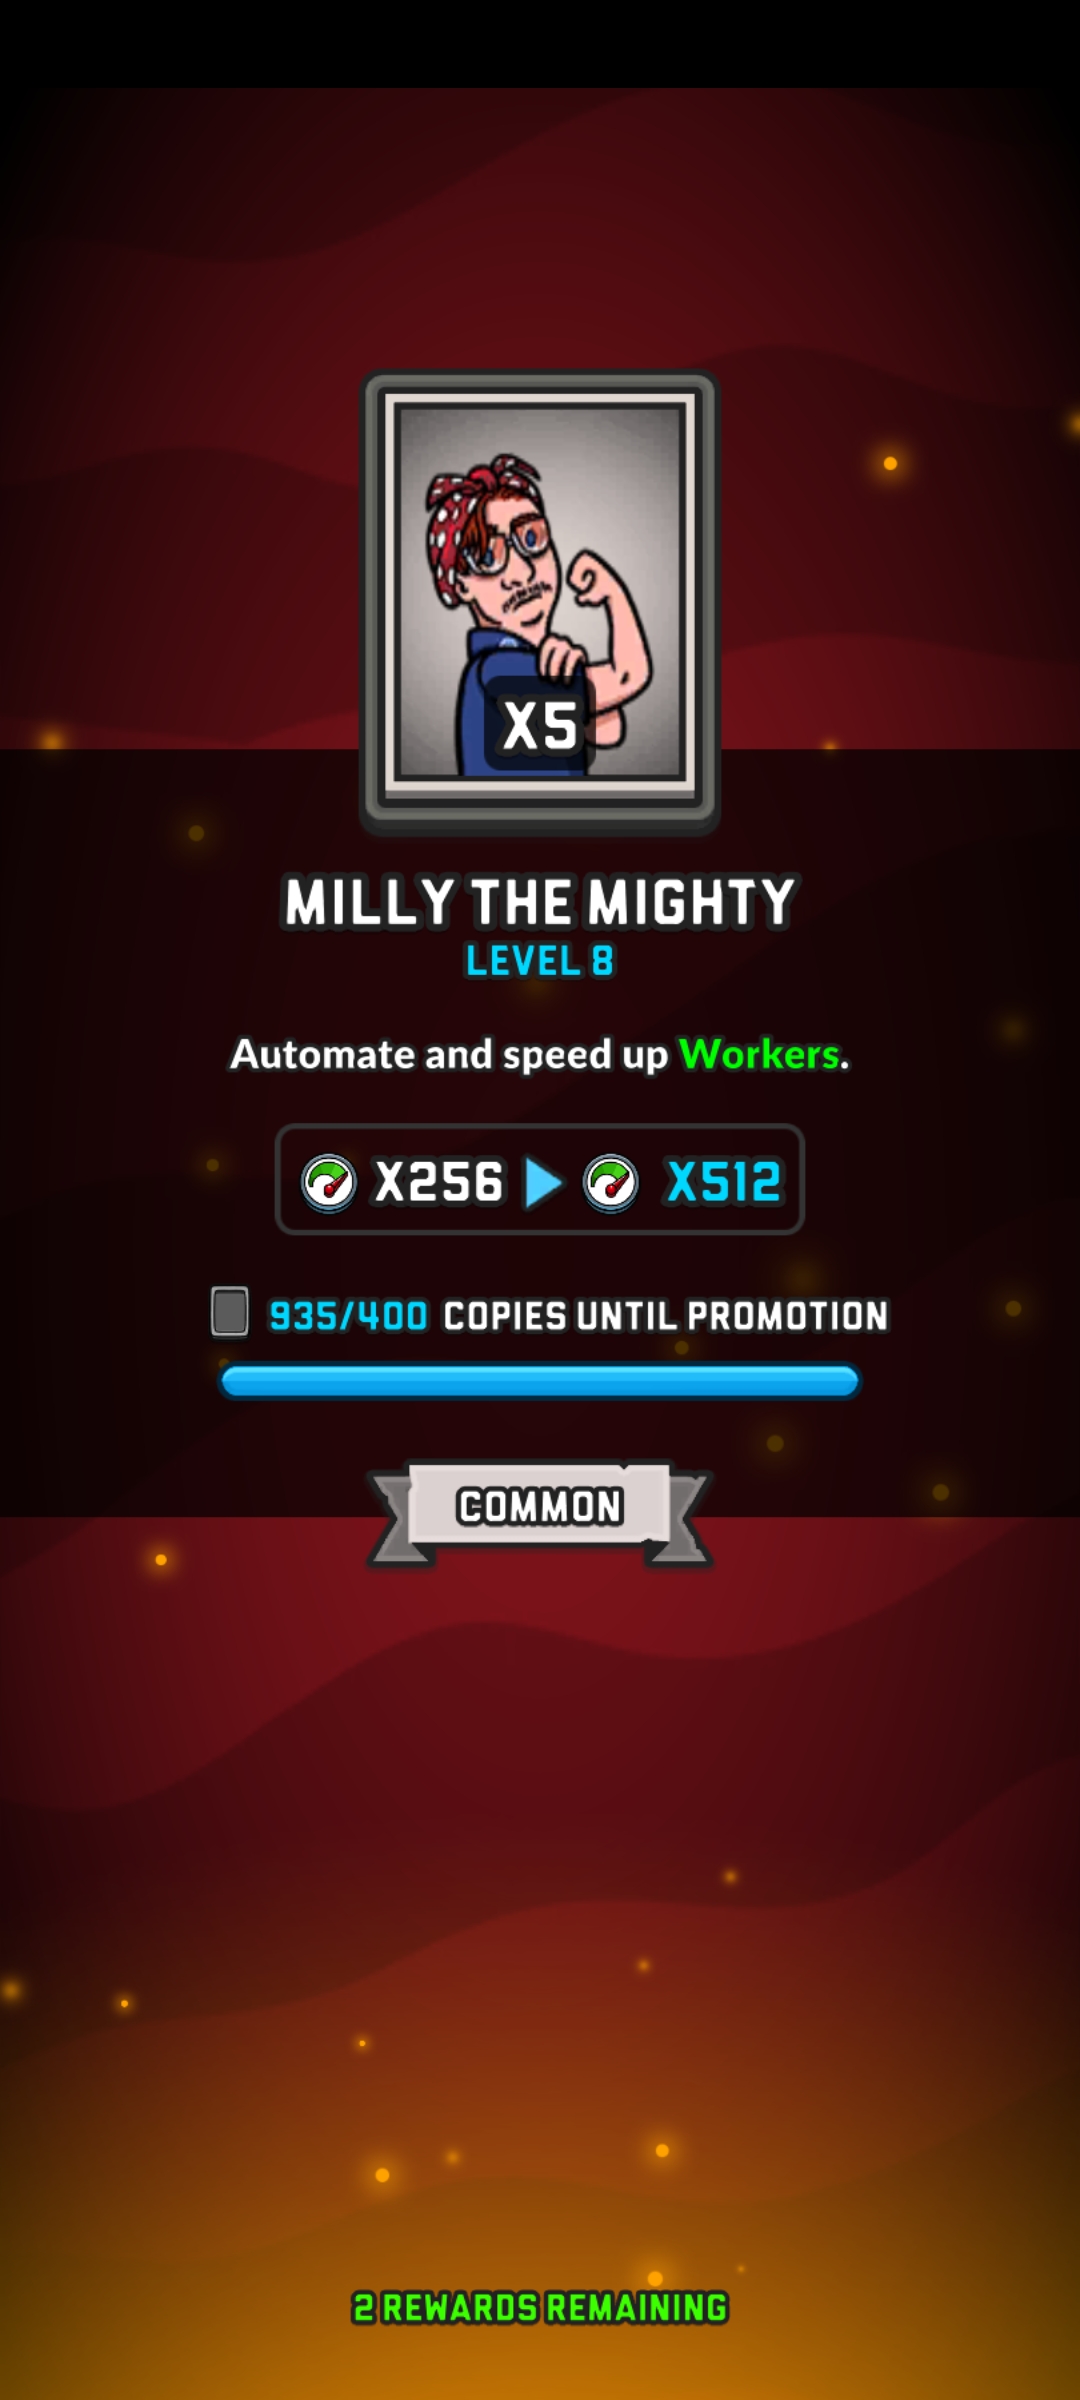 X5
MILLY THE MIGHTY
LEVEL 8
Automate and speed up Workers.
X256 X512
935/400 COPIES UNTIL PROMOTION
COMMON
2 REWARDS REMAINING